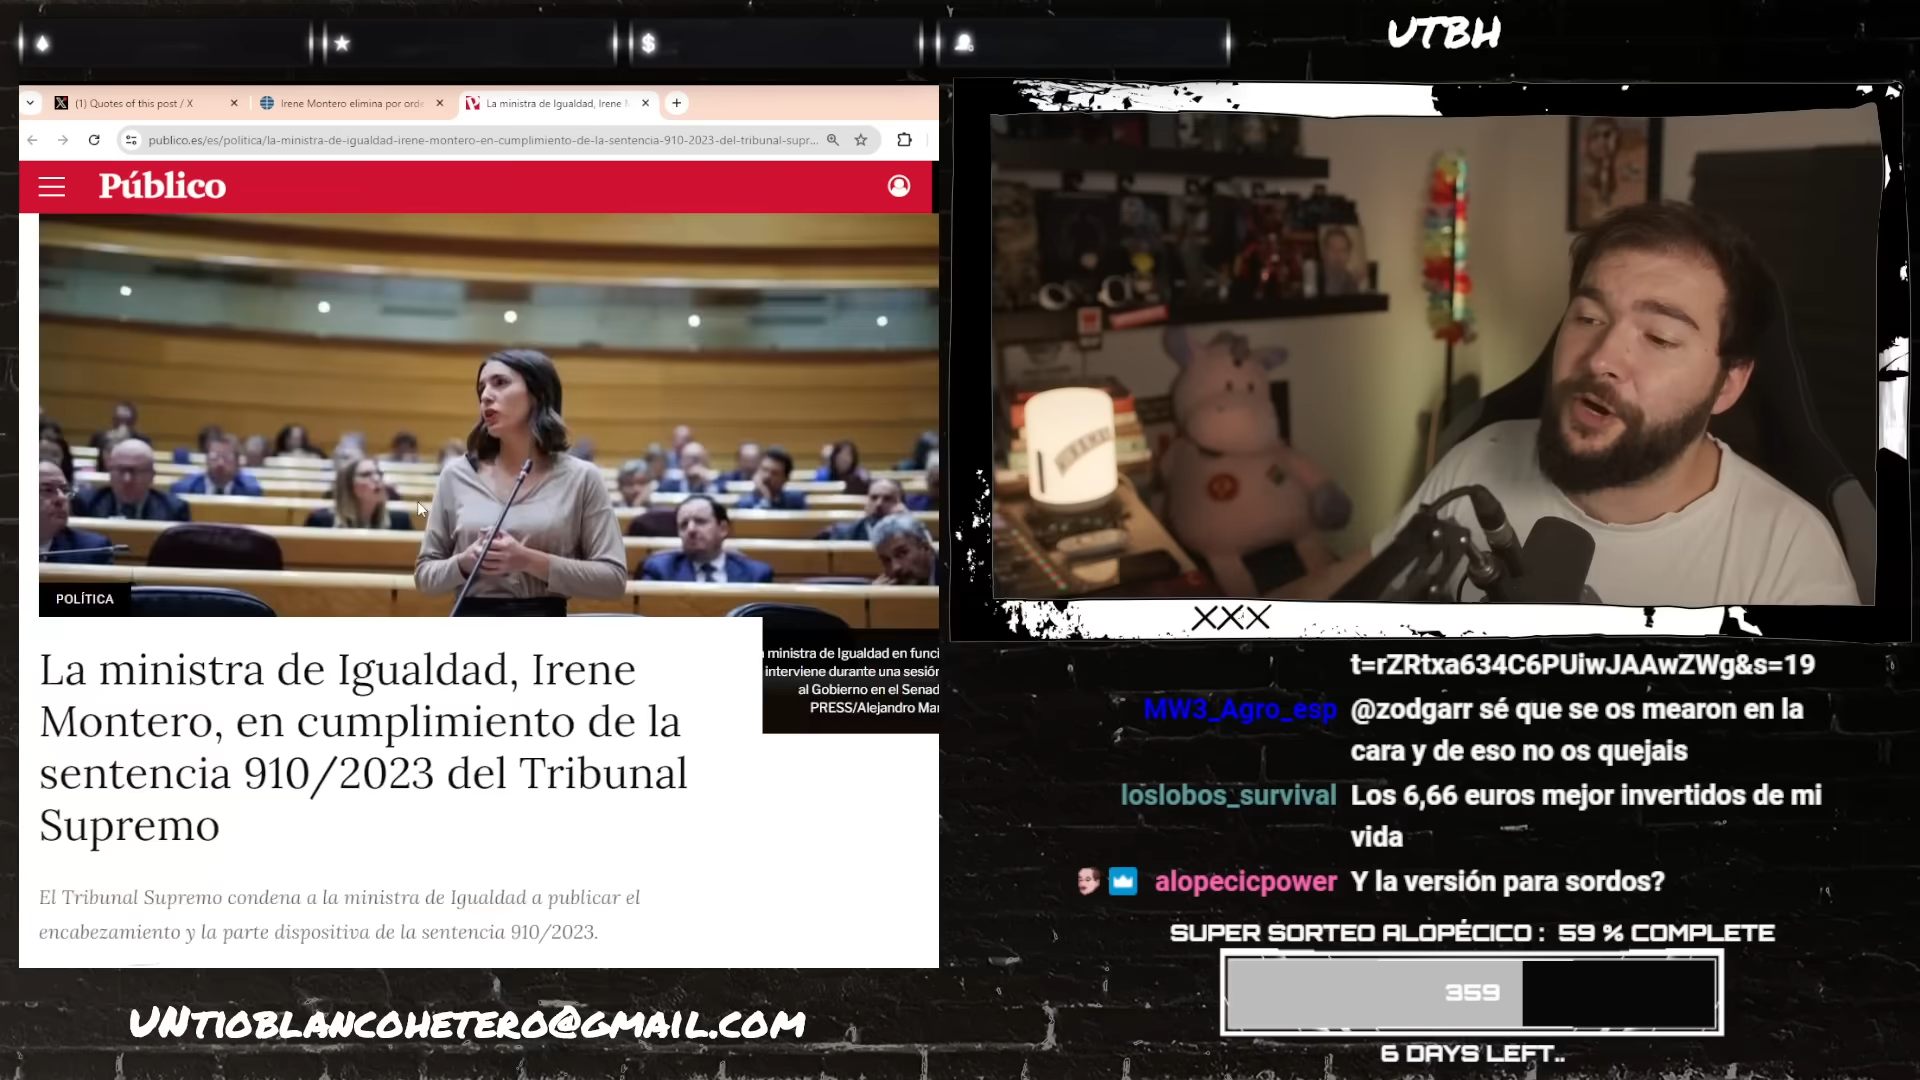 UTBH
(1) Quotes of this post / X
Irene Montero elimina por orde
La ministra de Igualdad, Irene M
publico.es/es/politica/la-ministra-de-igualdad-irene-montero-en-cumplimiento-de-la-sentencia-910-2023-del-tribunal-supr...
Público
POLÍTICA
ministra de Igualdad en funci
interviene durante una sesión
al Gobierno en el Senad
PRESS/Alejandro Mar
La ministra de Igualdad, Irene
Montero, en cumplimiento de la
sentencia 910/2023 del Tribunal
Supremo
El Tribunal Supremo condena a la ministra de Igualdad a publicar el
encabezamiento y la parte dispositiva de la sentencia 910/2023.
UNTIOBLANCOHETERO@GMAIL.COM
XXX
t=rZRtxa634C6PUiwJAAwZWg&s=19
MW3_Agro_esp @zodgarr sé que se os mearon en la
cara y de eso no os quejais
loslobos_survival Los 6,66 euros mejor invertidos de mi
vida
alopecicpower Y la versión para sordos?
SUPER SORTEO ALOPÉCICO : 59 % COMPLETE
359
6 DAYS LEFT..